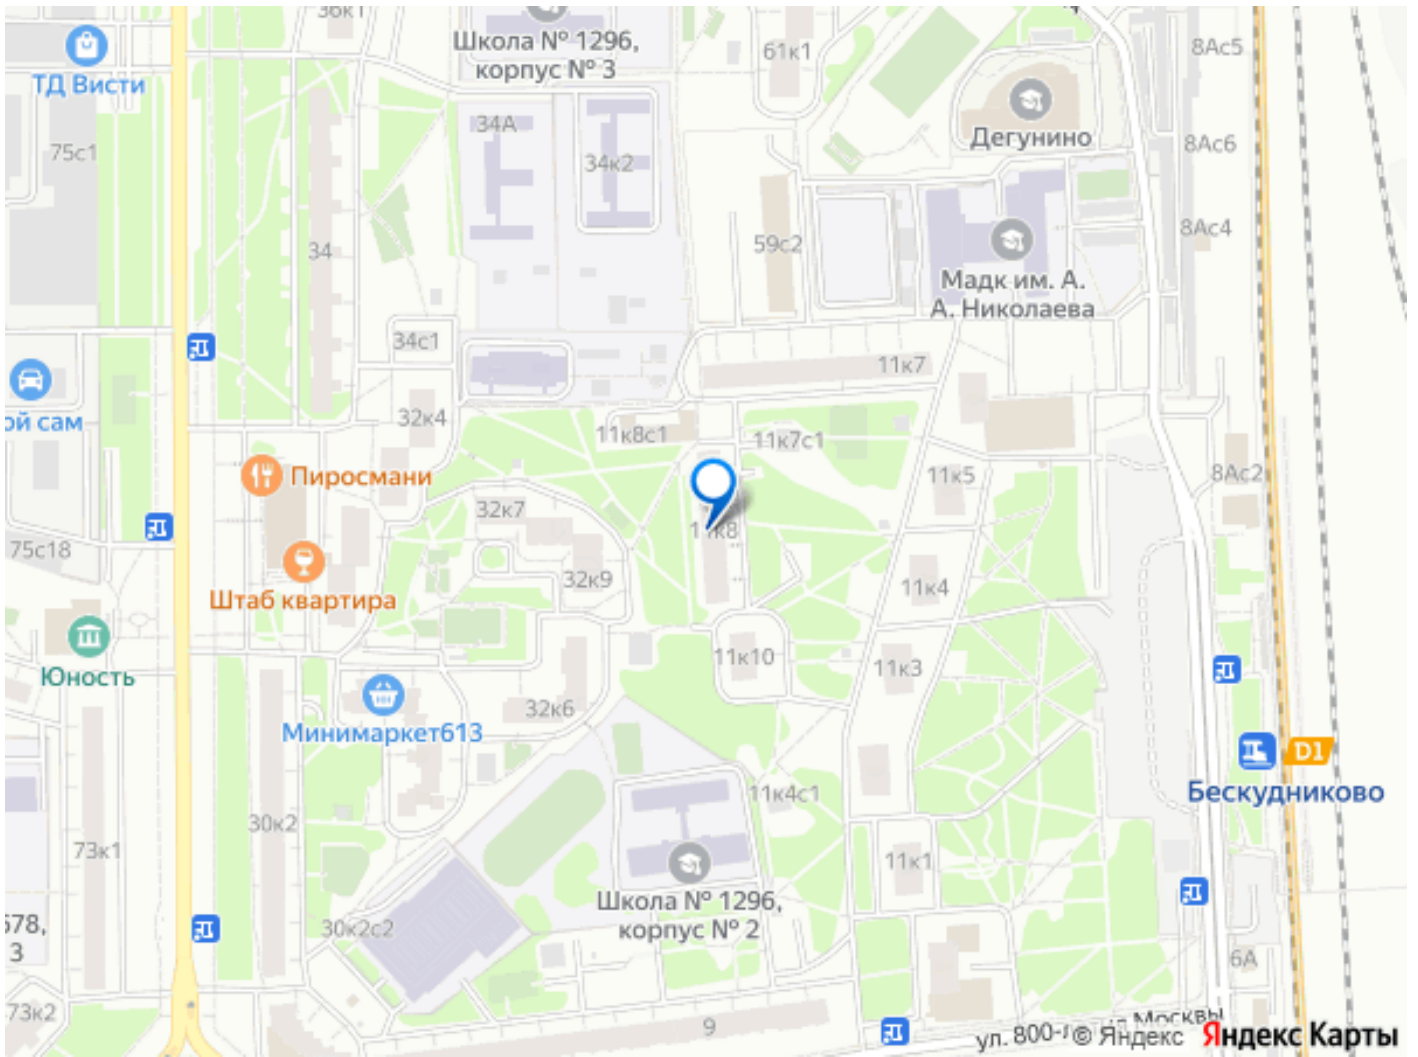 36к1
Школа № 1296,
корпус № 3
61к1
8Ас5
ТД Висти
34А
Дегунино
8Ас6
75с1
34к2
34
59с2
8Ас4
Мадк им. А.
А. Николаева
34с1
11к7
ой сам
32к4
11к8с1
11к7с1
Пиросмани
11к5
8Ас2
32к7
11к8
75с18
32к9
11к4
Штаб квартира
Юность
11к10
11к3
32к6
Минимаркет613
D1
Бескудниково
11к4с1
30к2
73к1
11к1
Школа № 1296,
корпус № 2
578,
3
30к2с2
6А
73к2
9
ул. 800-
Москвы
© Яндекс
Яндекс Карты